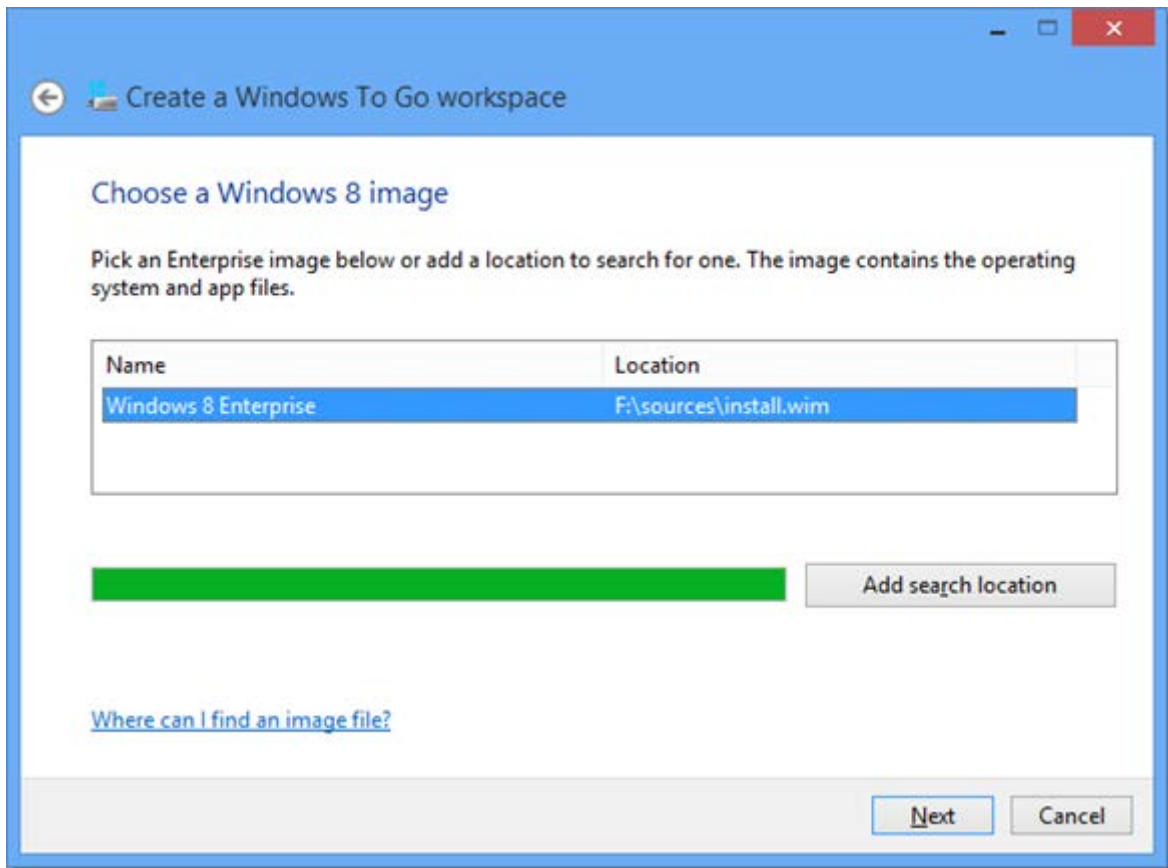 Create a Windows To Go workspace
Choose a Windows 8 image
Pick an Enterprise image below or add a location to search for one. The image contains the operating
system and app files.
Name Location
Windows 8 Enterprise F:\sources\install.wim
Add search location
Where can I find an image file?
Next Cancel